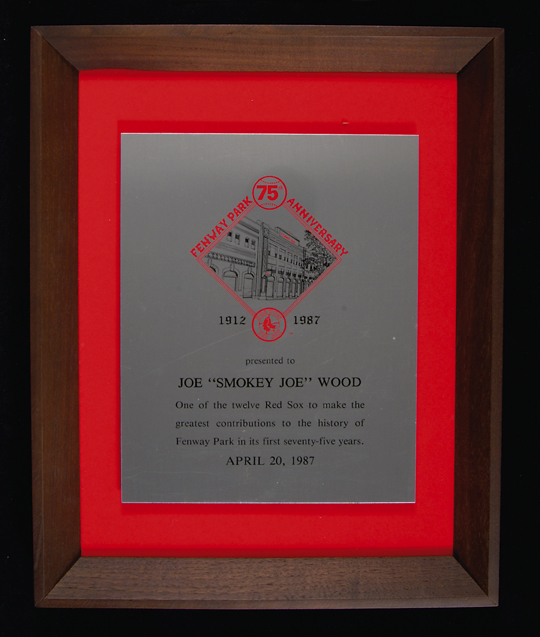 75
FENWAY PARK ANNIVERSARY
1912 1987
presented to
JOE "SMOKEY JOE" WOOD
One of the twelve Red Sox to make the
greatest contributions to the history of
Fenway Park in its first seventy-five years.
APRIL 20, 1987